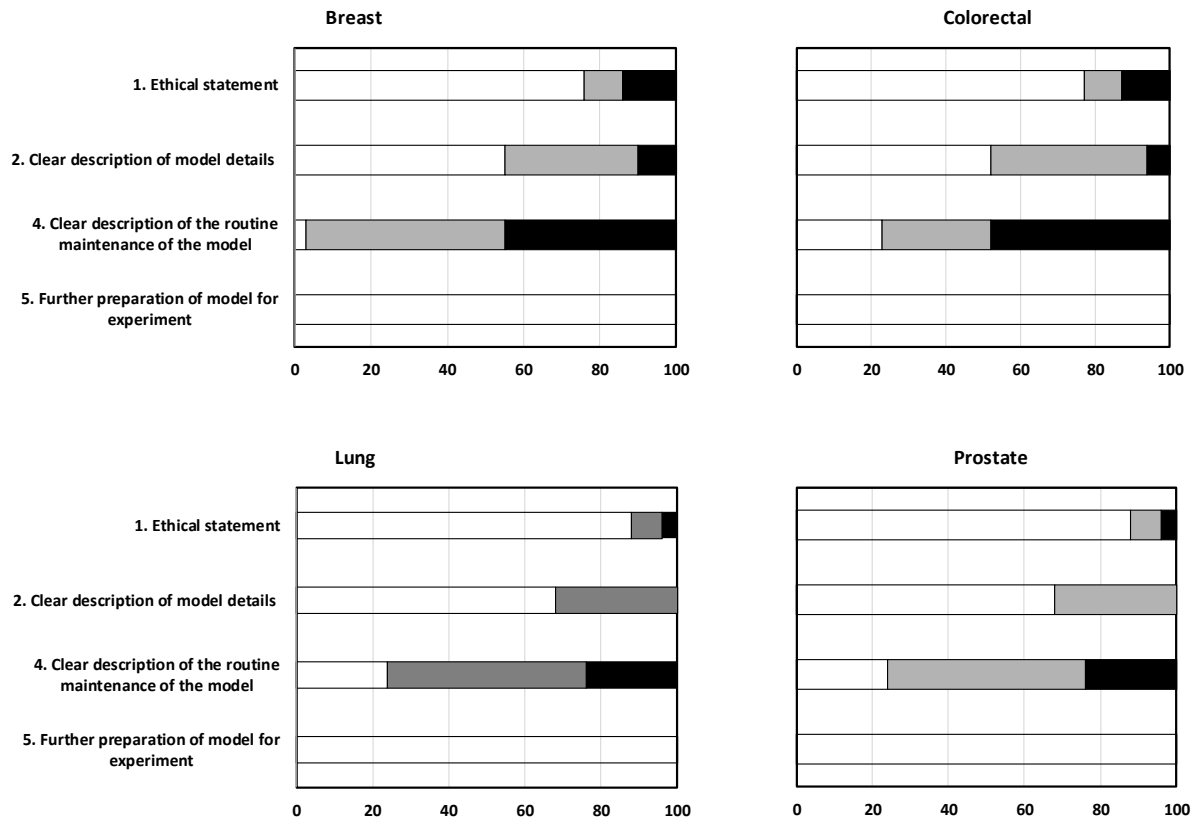 Breast
Colorectal
1. Ethical statement
2. Clear description of model details
4. Clear description of the routine
maintenance of the model
5. Further preparation of model for
experiment
0 20 40 60 80 100
0 20 40 60 80 100
Lung
Prostate
1. Ethical statement
2. Clear description of model details
4. Clear description of the routine
maintenance of the model
5. Further preparation of model for
experiment
0 20 40 60 80 100
0 20 40 60 80 100